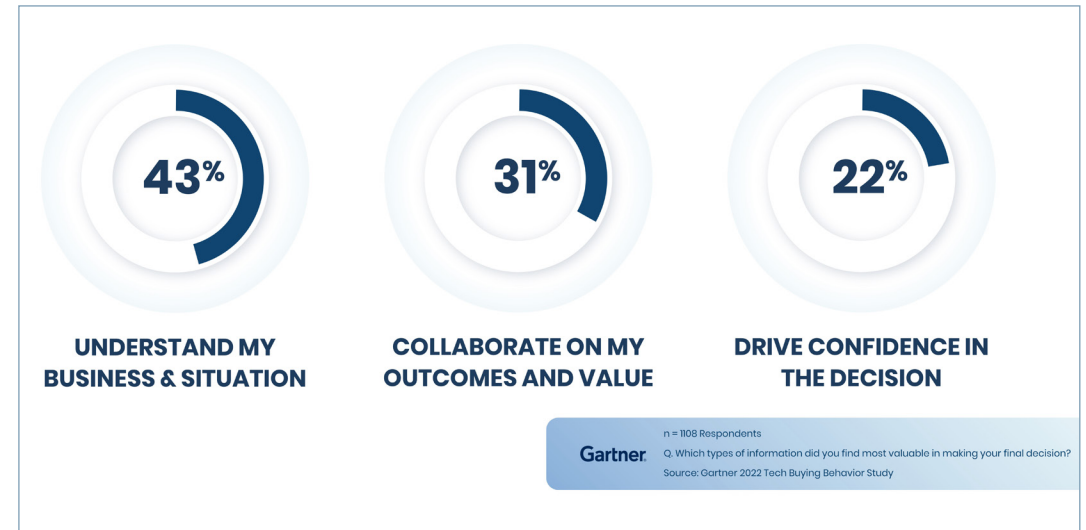 43%
31%
22%
UNDERSTAND MY
BUSINESS & SITUATION
COLLABORATE ON MY
OUTCOMES AND VALUE
DRIVE CONFIDENCE IN
THE DECISION
Gartner
n = 1108 Respondents
Q. Which types of information did you find most valuable in making your final decision?
Source: Gartner 2022 Tech Buying Behavior Study